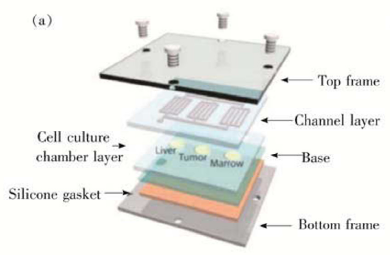 (a)
Top frame
Channel layer
Cell culture
chamber layer
Liver
Tumor
Marrow
Base
Silicone gasket
Bottom frame